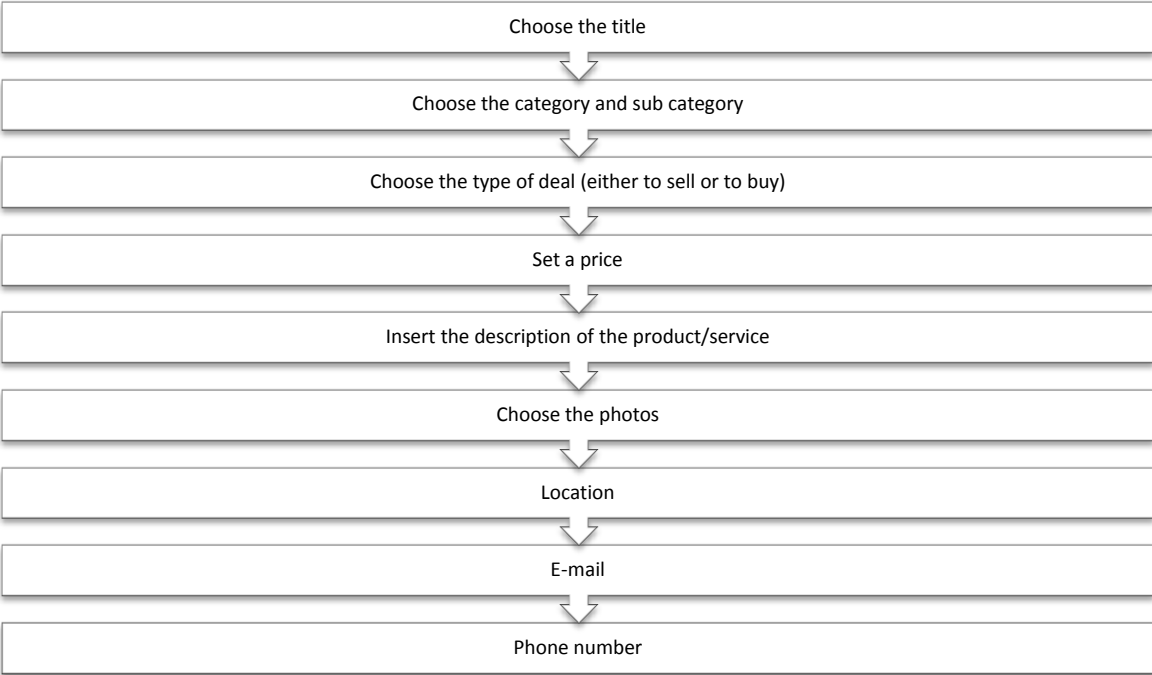 Choose the title
Choose the category and sub category
Choose the type of deal (either to sell or to buy)
Set a price
Insert the description of the product/service
Choose the photos
Location
E-mail
Phone number